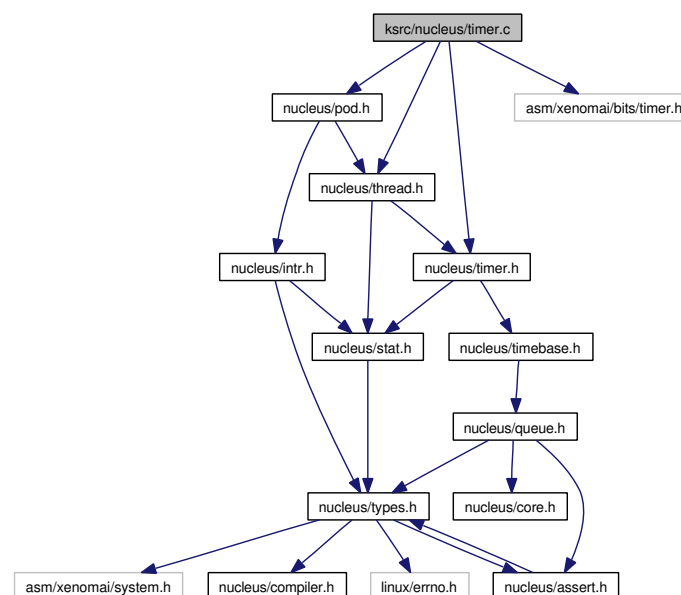 ksrc/nucleus/timer.c
nucleus/pod.h
asm/xenomai/bits/timer.h
nucleus/thread.h
nucleus/intr.h
nucleus/timer.h
nucleus/stat.h
nucleus/timebase.h
nucleus/queue.h
nucleus/types.h
nucleus/core.h
asm/xenomai/system.h
nucleus/compiler.h
linux/errno.h
nucleus/assert.h